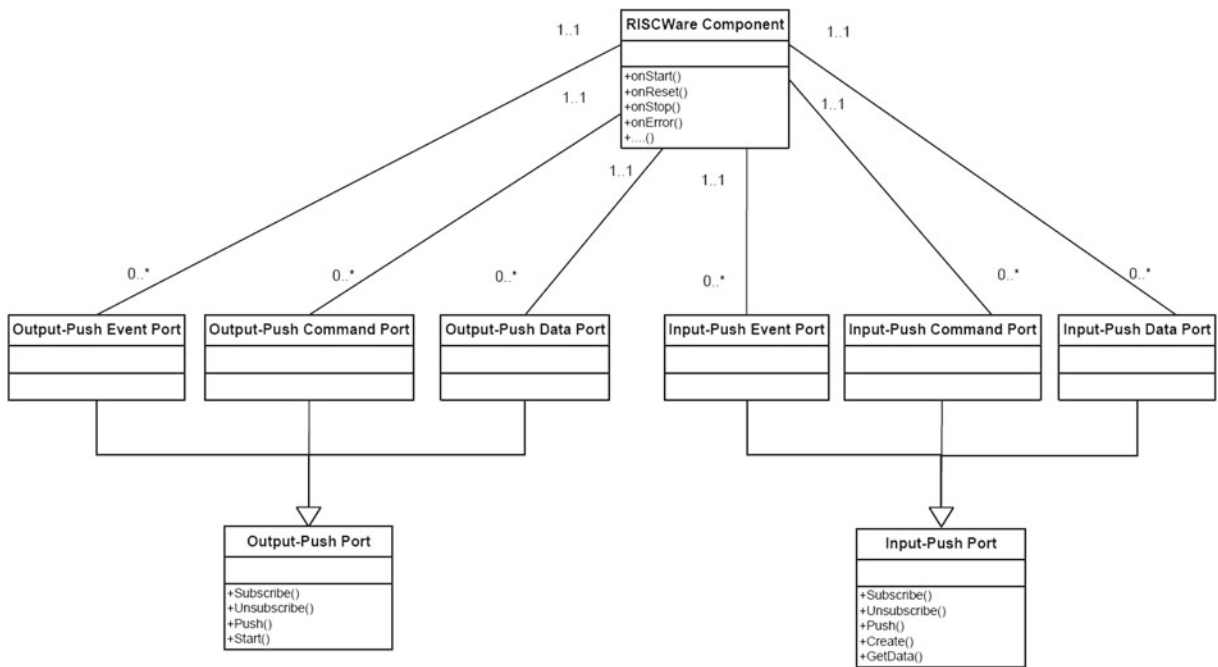 RISCWare Component
+onStart()
+onReset()
+onStop()
+onError()
+....()
1..1
1..1
1..1
1..1
1..1
1..1
0..*
0..*
0..*
0..*
0..*
0..*
Output-Push Event Port
Output-Push Command Port
Output-Push Data Port
Input-Push Event Port
Input-Push Command Port
Input-Push Data Port
Output-Push Port
+Subscribe()
+Unsubscribe()
+Push()
+Start()
Input-Push Port
+Subscribe()
+Unsubscribe()
+Push()
+Create()
+GetData()